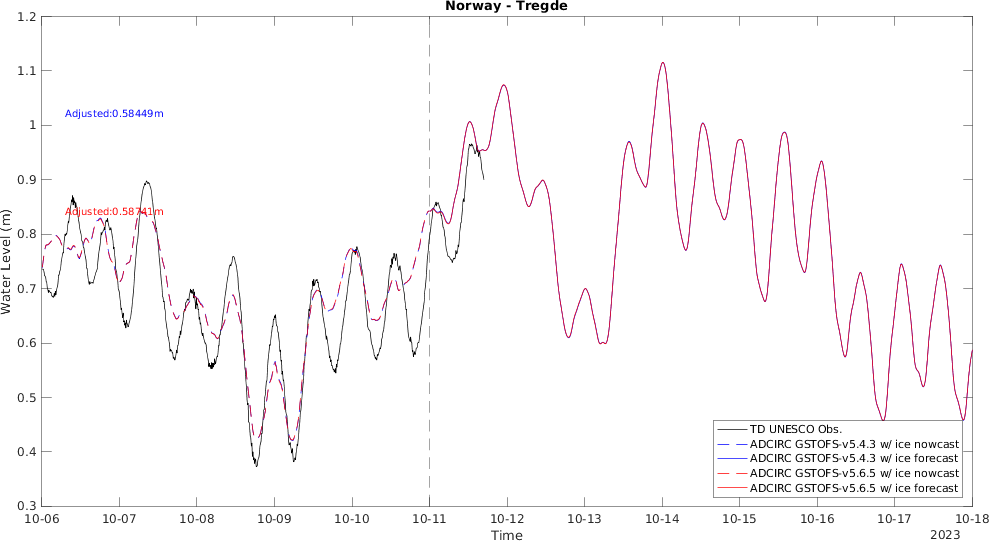 Norway - Tregde
1.2
1.1
1
0.9
0.8
0.7
0.6
0.5
0.4
0.3
Water Level (m)
Adjusted:0.58449m
Adjusted:0.58741m
TD UNESCO Obs.
ADCIRC GSTOFS-v5.4.3 w/ ice nowcast
ADCIRC GSTOFS-v5.4.3 w/ ice forecast
ADCIRC GSTOFS-v5.6.5 w/ ice nowcast
ADCIRC GSTOFS-v5.6.5 w/ ice forecast
10-06 10-07 10-08 10-09 10-10 10-11 10-12 10-13 10-14 10-15 10-16 10-17 10-18
Time
2023